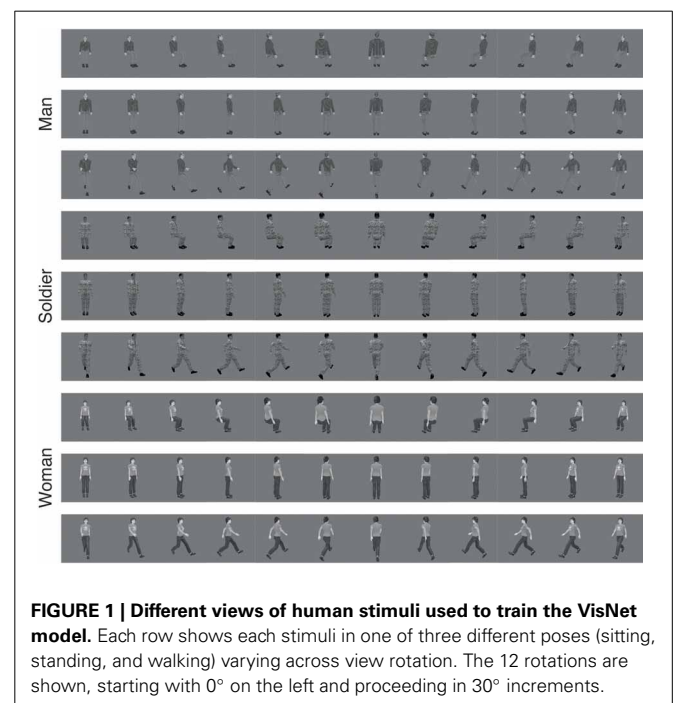 Man
Soldier
Woman
FIGURE 1 | Different views of human stimuli used to train the VisNet
model. Each row shows each stimuli in one of three different poses (sitting,
standing, and walking) varying across view rotation. The 12 rotations are
shown, starting with 0° on the left and proceeding in 30° increments.